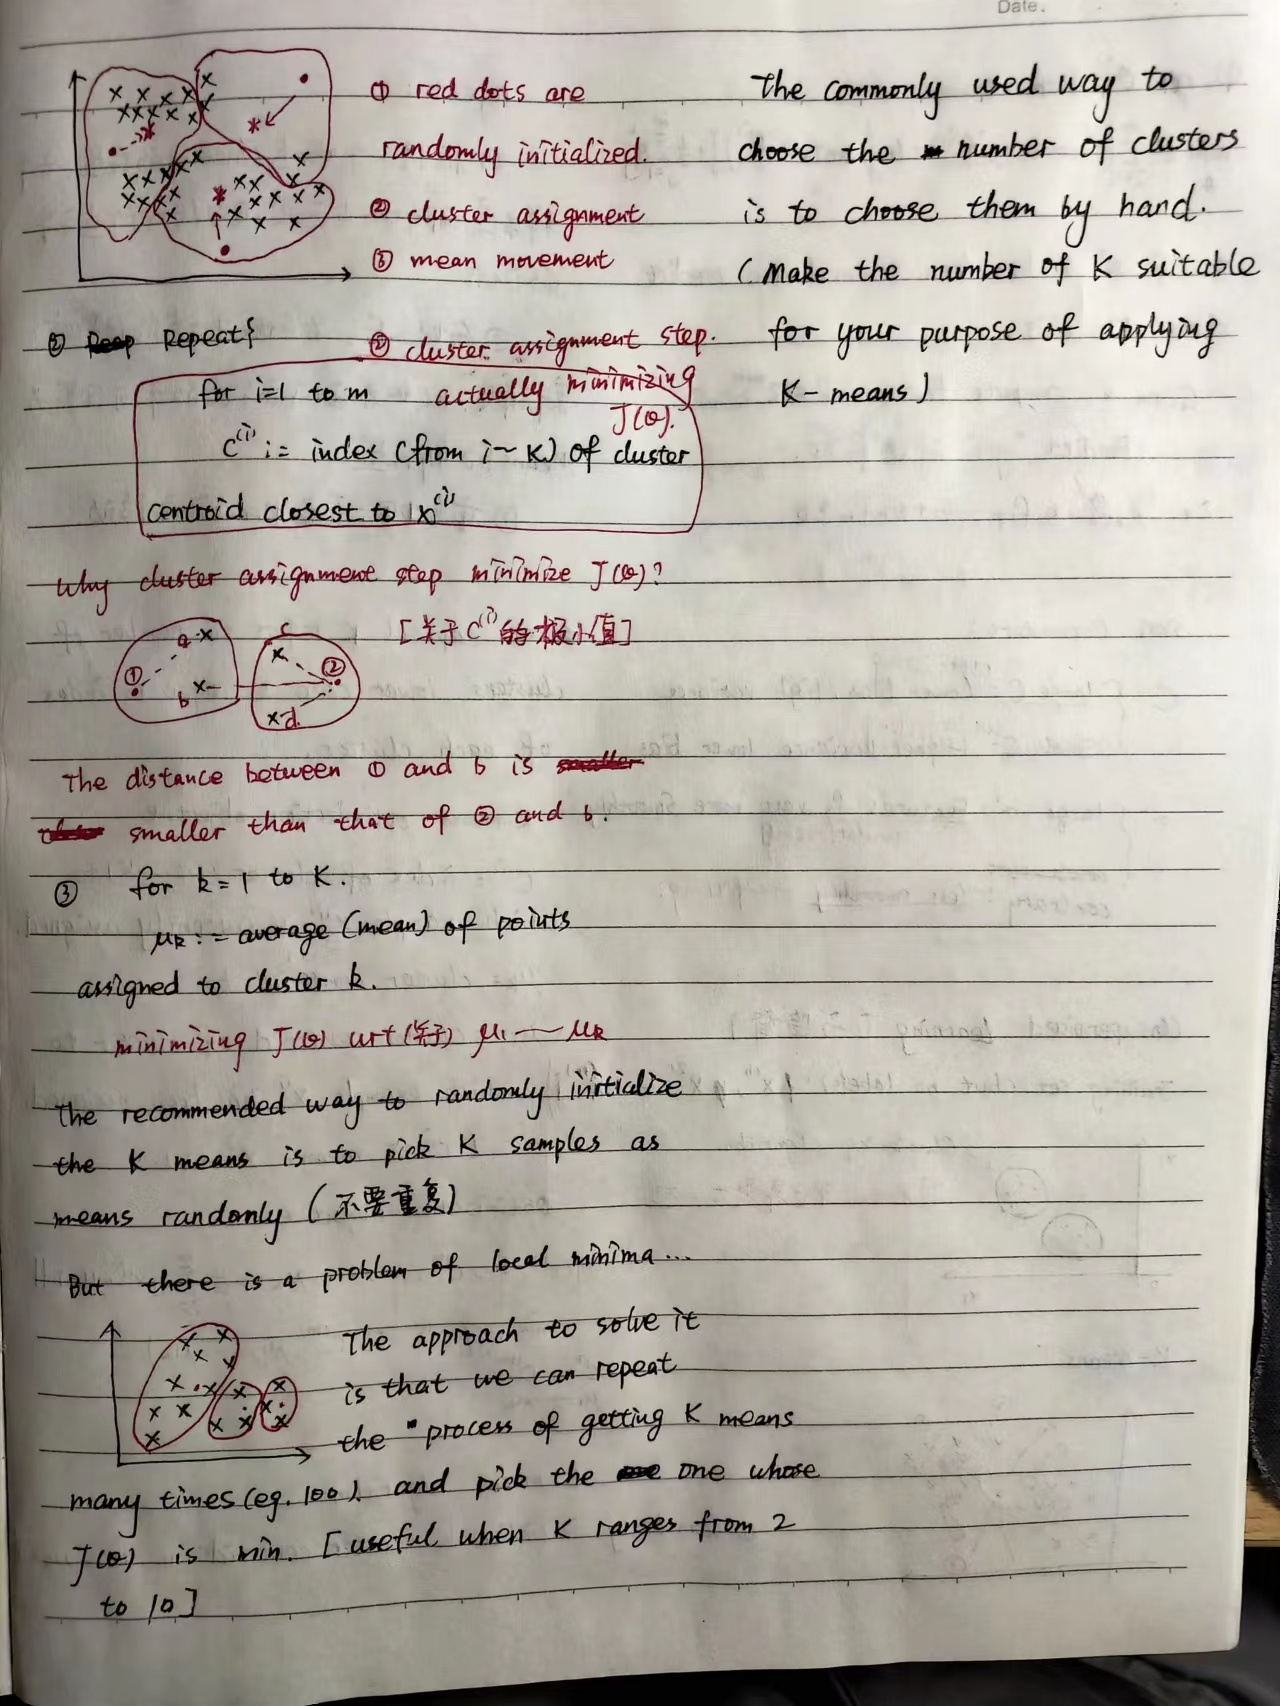 Date.
① red dots are
randomly initialized.
② cluster assignment
③ mean movement
② Repeat{
② cluster assignment step.
for i=1 to m
actually minimizing
J(θ).
C⁽ⁱ⁾ := index (from i~K) of cluster
centroid closest to x⁽ⁱ⁾
Why cluster assignment step minimize J(θ)?
[关于C⁽ⁱ⁾的极小值]
① a b c ② d
The distance between ① and b is
smaller than that of ② and b.
③ for k=1 to K.
μk := average (mean) of points
assigned to cluster k.
minimizing J(θ) wrt (关于) μ₁ — μk
The recommended way to randomly initialize
the K means is to pick K samples as
means randomly (不要重复)
But there is a problem of local minima...
The approach to solve it
is that we can repeat
the process of getting K means
many times (eg. 100). and pick the one whose
J(θ) is min. [useful when K ranges from 2
to 10]
The commonly used way to
choose the number of clusters
is to choose them by hand.
(Make the number of K suitable
for your purpose of applying
K-means)